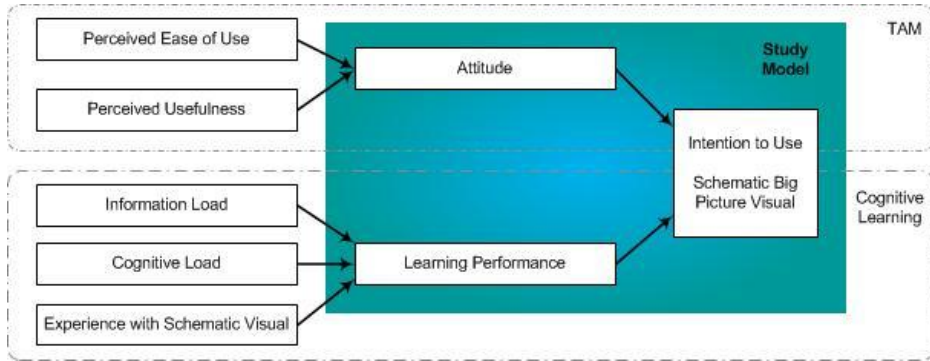 Perceived Ease of Use
Perceived Usefulness
Attitude
Study
Model
TAM
Intention to Use
Schematic Big
Picture Visual
Information Load
Cognitive Load
Experience with Schematic Visual
Learning Performance
Cognitive
Learning